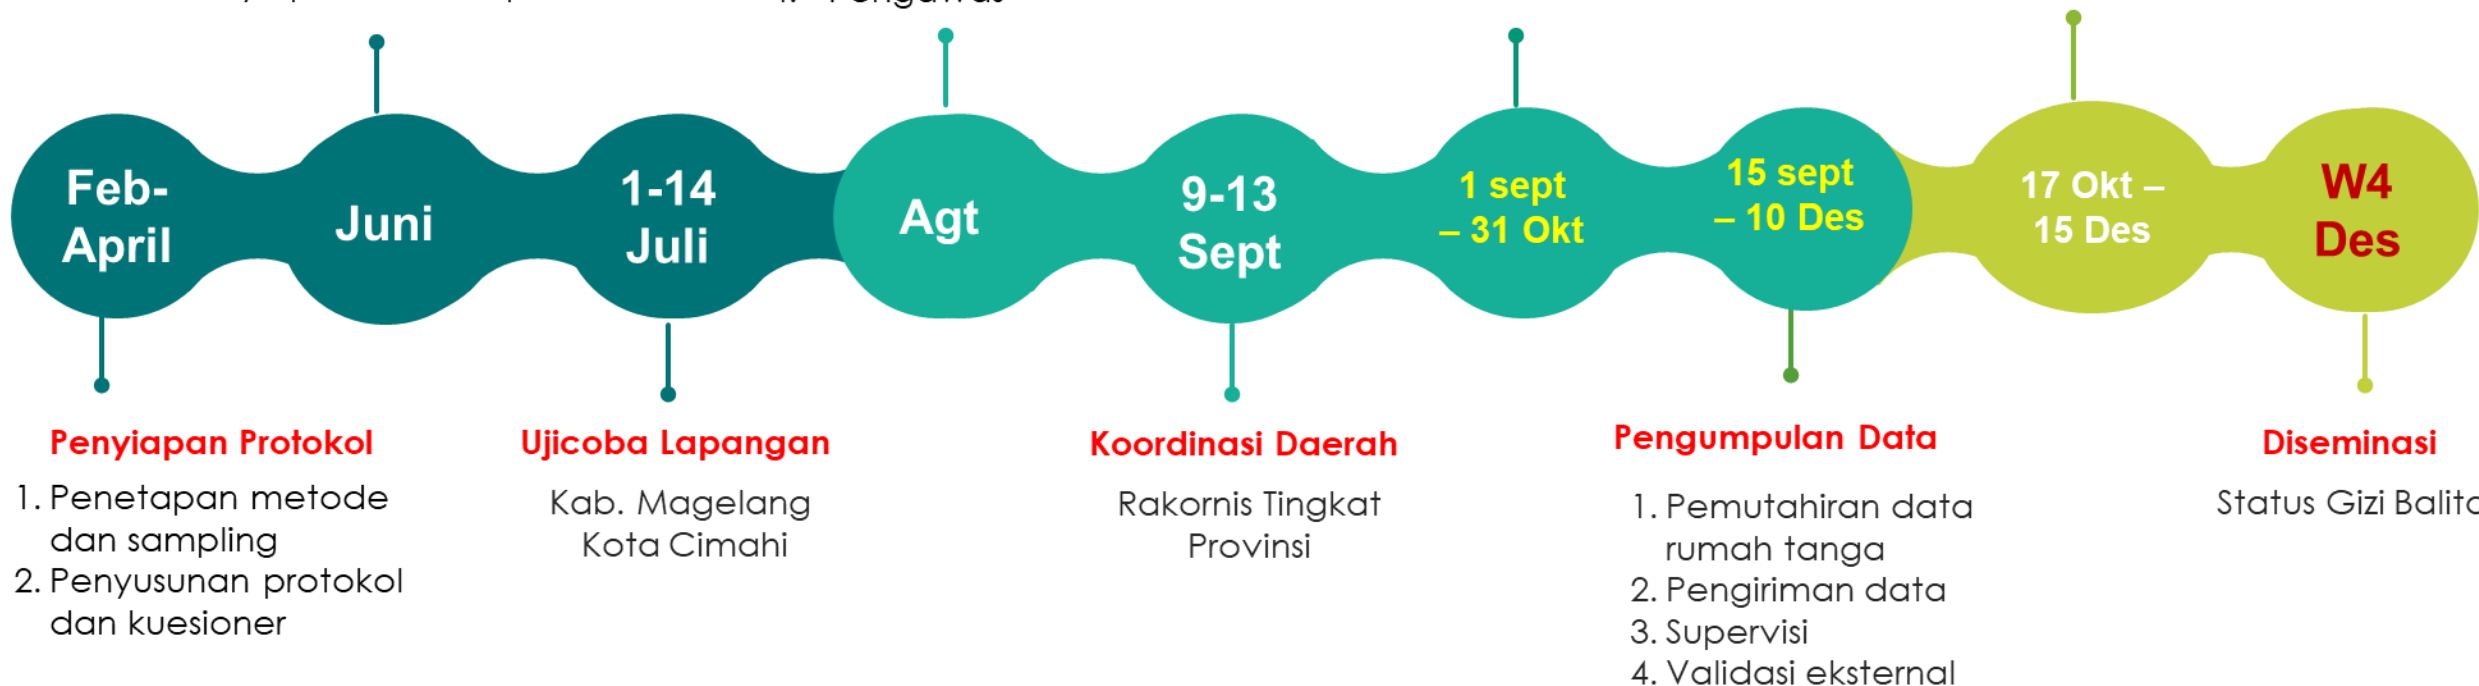 Pengawas
Feb-
April
Juni
1-14
Juli
Agt
9-13
Sept
1 sept
– 31 Okt
15 sept
– 10 Des
17 Okt –
15 Des
W4
Des
Penyiapan Protokol
1. Penetapan metode
dan sampling
2. Penyusunan protokol
dan kuesioner
Ujicoba Lapangan
Kab. Magelang
Kota Cimahi
Koordinasi Daerah
Rakornis Tingkat
Provinsi
Pengumpulan Data
1. Pemutahiran data
rumah tanga
2. Pengiriman data
3. Supervisi
4. Validasi eksternal
Diseminasi
Status Gizi Balita